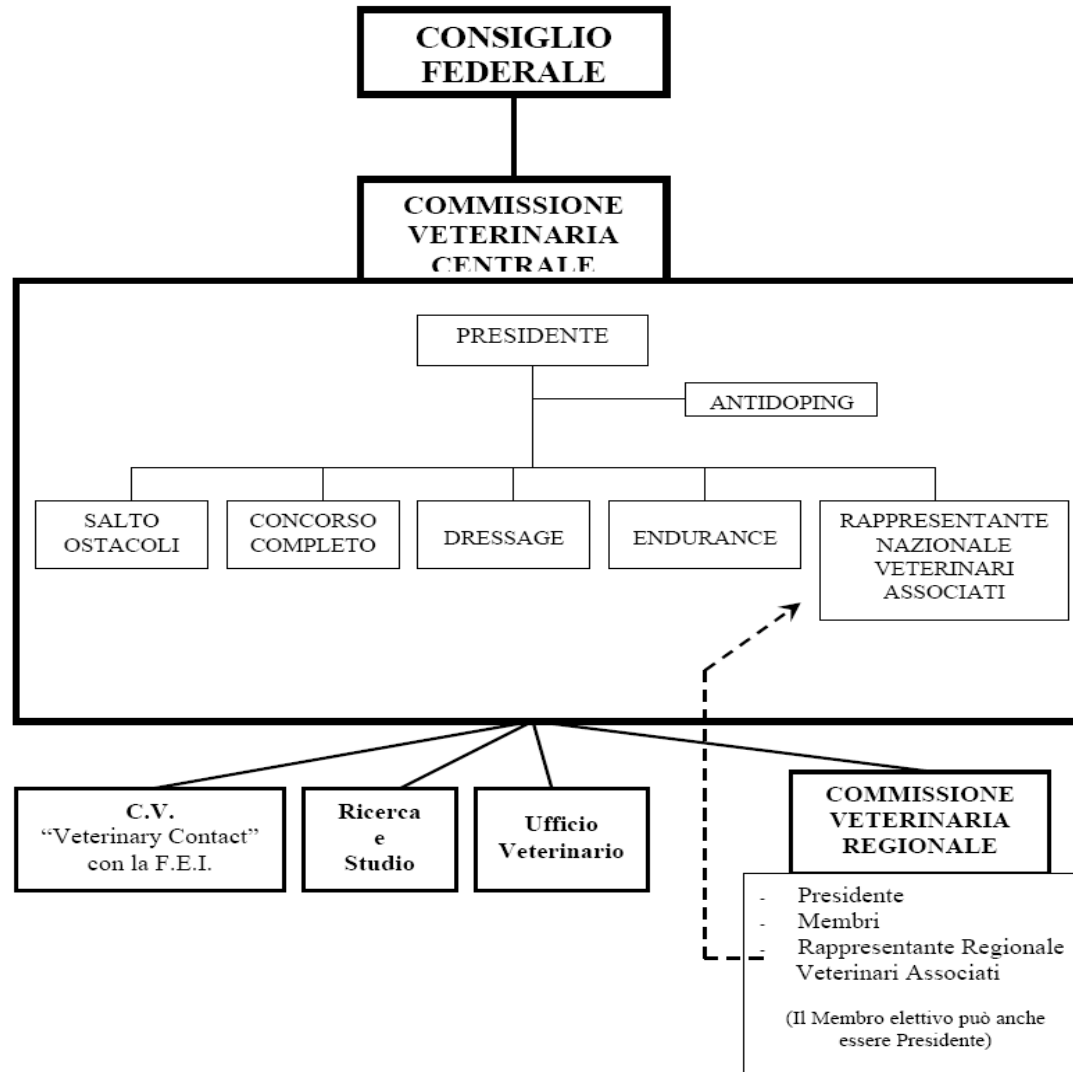 CONSIGLIO
FEDERALE
COMMISSIONE
VETERINARIA
CENTRALE
PRESIDENTE
ANTIDOPING
SALTO
OSTACOLI
CONCORSO
COMPLETO
DRESSAGE
ENDURANCE
RAPPRESENTANTE
NAZIONALE
VETERINARI
ASSOCIATI
C.V.
“Veterinary Contact”
con la F.E.I.
Ricerca
e
Studio
Ufficio
Veterinario
COMMISSIONE
VETERINARIA
REGIONALE
- Presidente
- Membri
- Rappresentante Regionale
Veterinari Associati
(Il Membro elettivo può anche
essere Presidente)